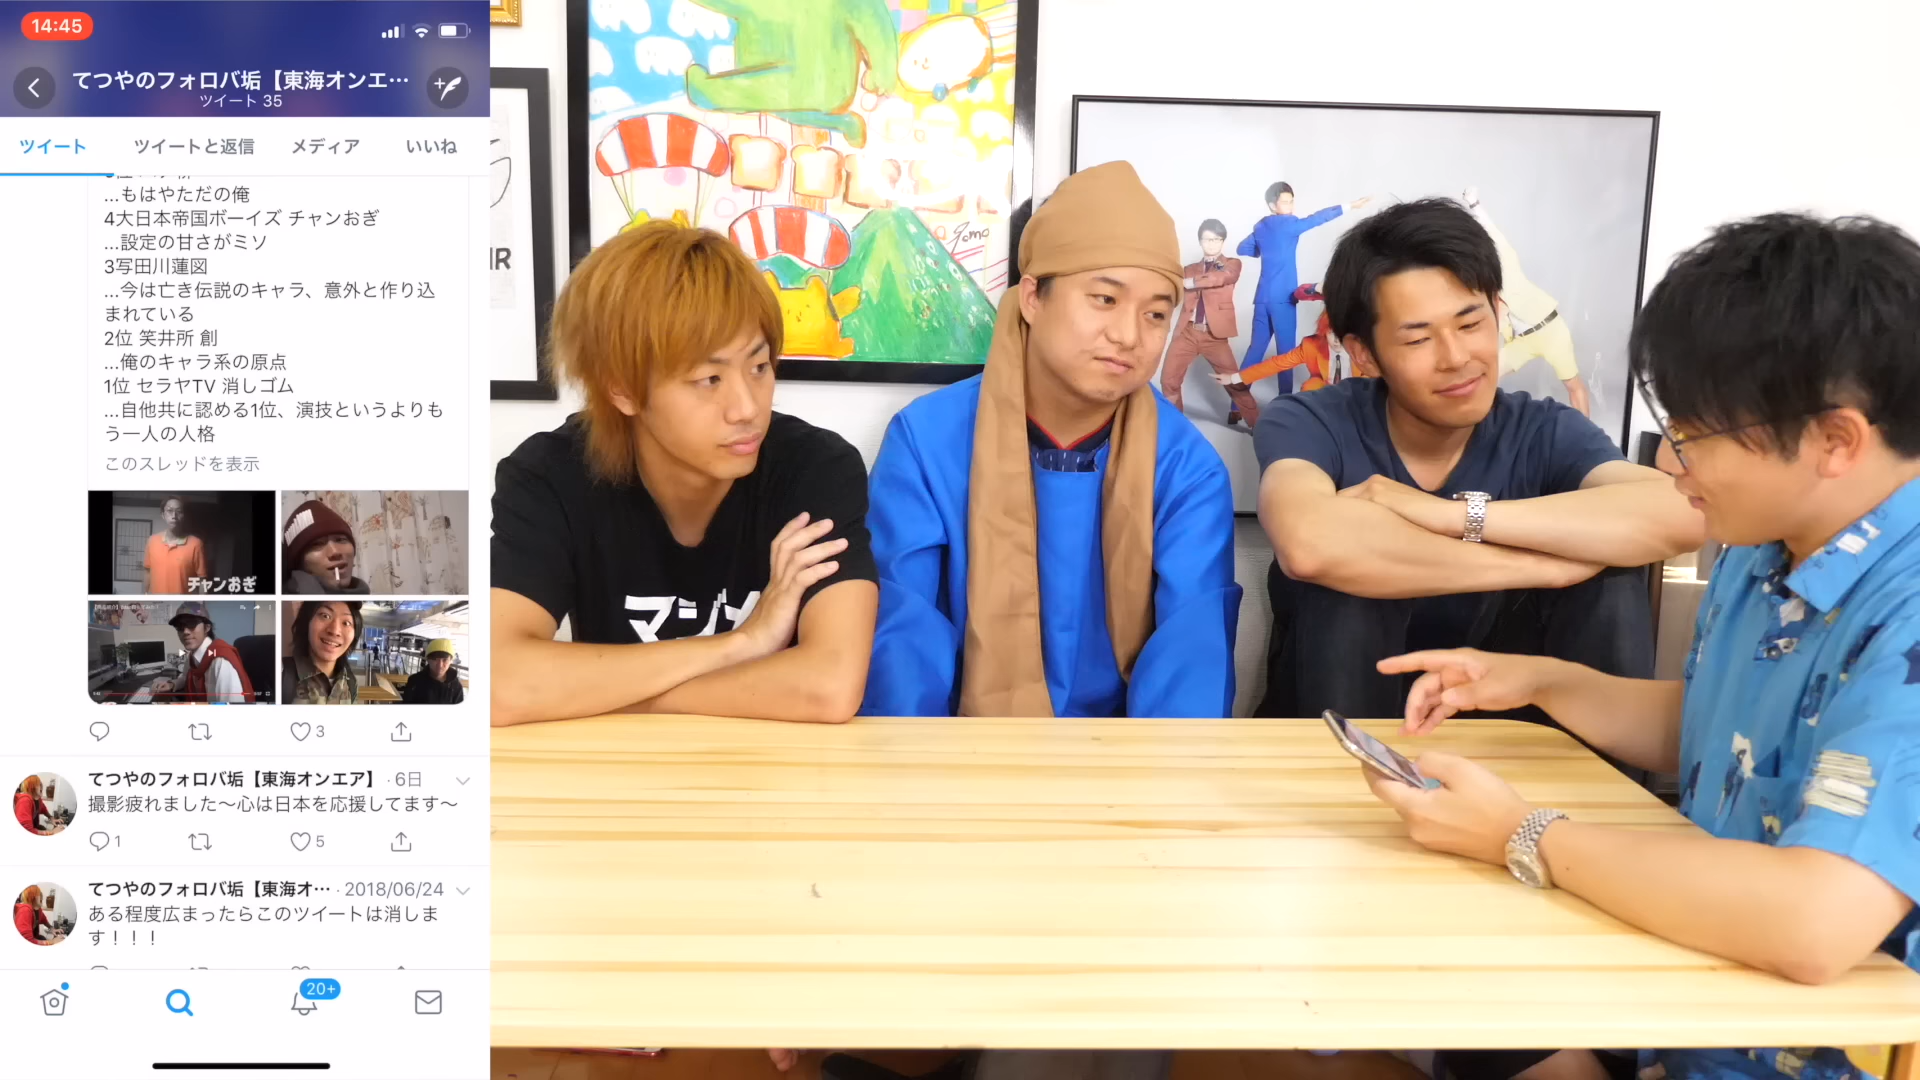 14:45
てつやのフォロバ垢【東海オンエ…
ツイート 35
ツイート
ツイートと返信
メディア
いいね
…もはやただの俺
4大日本帝国ボーイズ チャンおぎ
…設定の甘さがミソ
3写田川蓮図
…今は亡き伝説のキャラ、意外と作り込
まれている
2位 笑井所 創
…俺のキャラ系の原点
1位 セラヤTV 消しゴム
…自他共に認める1位、演技というよりも
う一人の人格
このスレッドを表示
チャンおぎ
3
てつやのフォロバ垢【東海オンエア】 · 6日
撮影疲れました〜心は日本を応援してます〜
1
5
てつやのフォロバ垢【東海オ… · 2018/06/24
ある程度広まったらこのツイートは消しま
す！！！
20+
マジメ